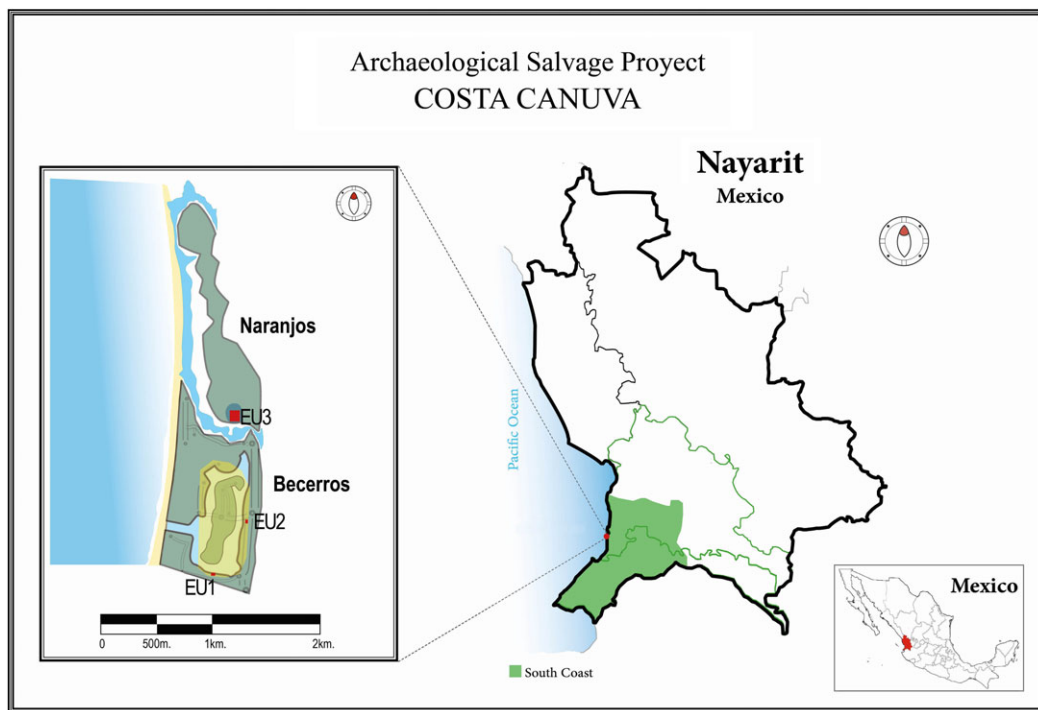 Archaeological Salvage Proyect
COSTA CANUVA
Nayarit
Mexico
Naranjos
EU3
Becerros
EU2
EU1
0
500m.
1km.
2km.
Pacific Ocean
South Coast
Mexico